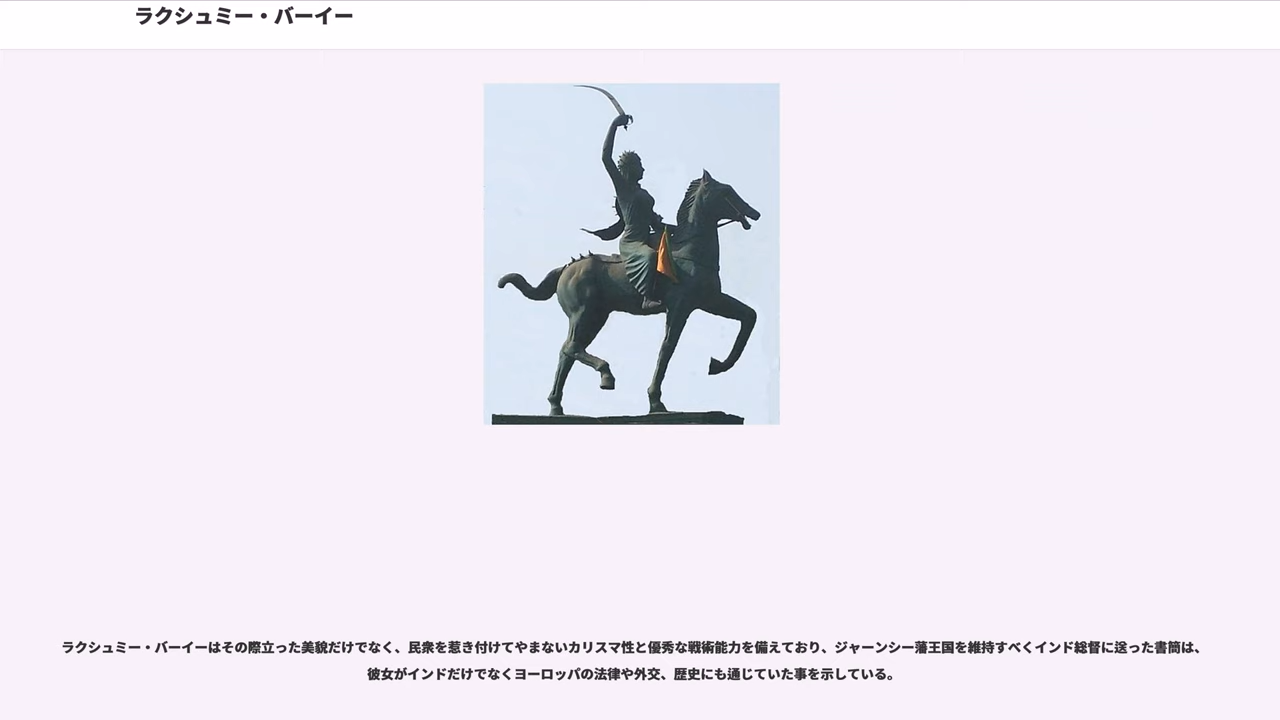 ラクシュミー・バーイー
ラクシュミー・バーイーはその際立った美貌だけでなく、民衆を惹き付けてやまないカリスマ性と優秀な戦術能力を備えており、ジャーンシー藩王国を維持すべくインド総督に送った書簡は、
彼女がインドだけでなくヨーロッパの法律や外交、歴史にも通じていた事を示している。